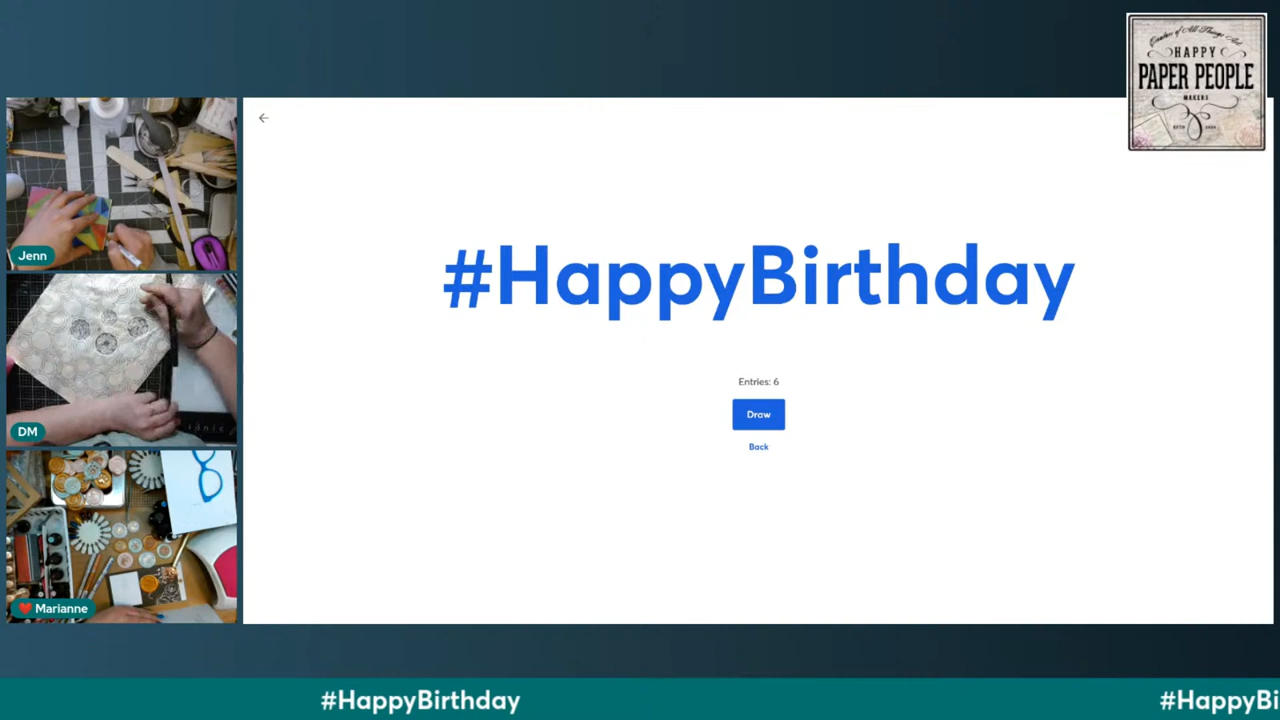 HAPPY
PAPER PEOPLE
MAKERS
#HappyBirthday
Entries: 6
Draw
Back
Jenn
DM
❤️ Marianne
#HappyBirthday
#HappyBi